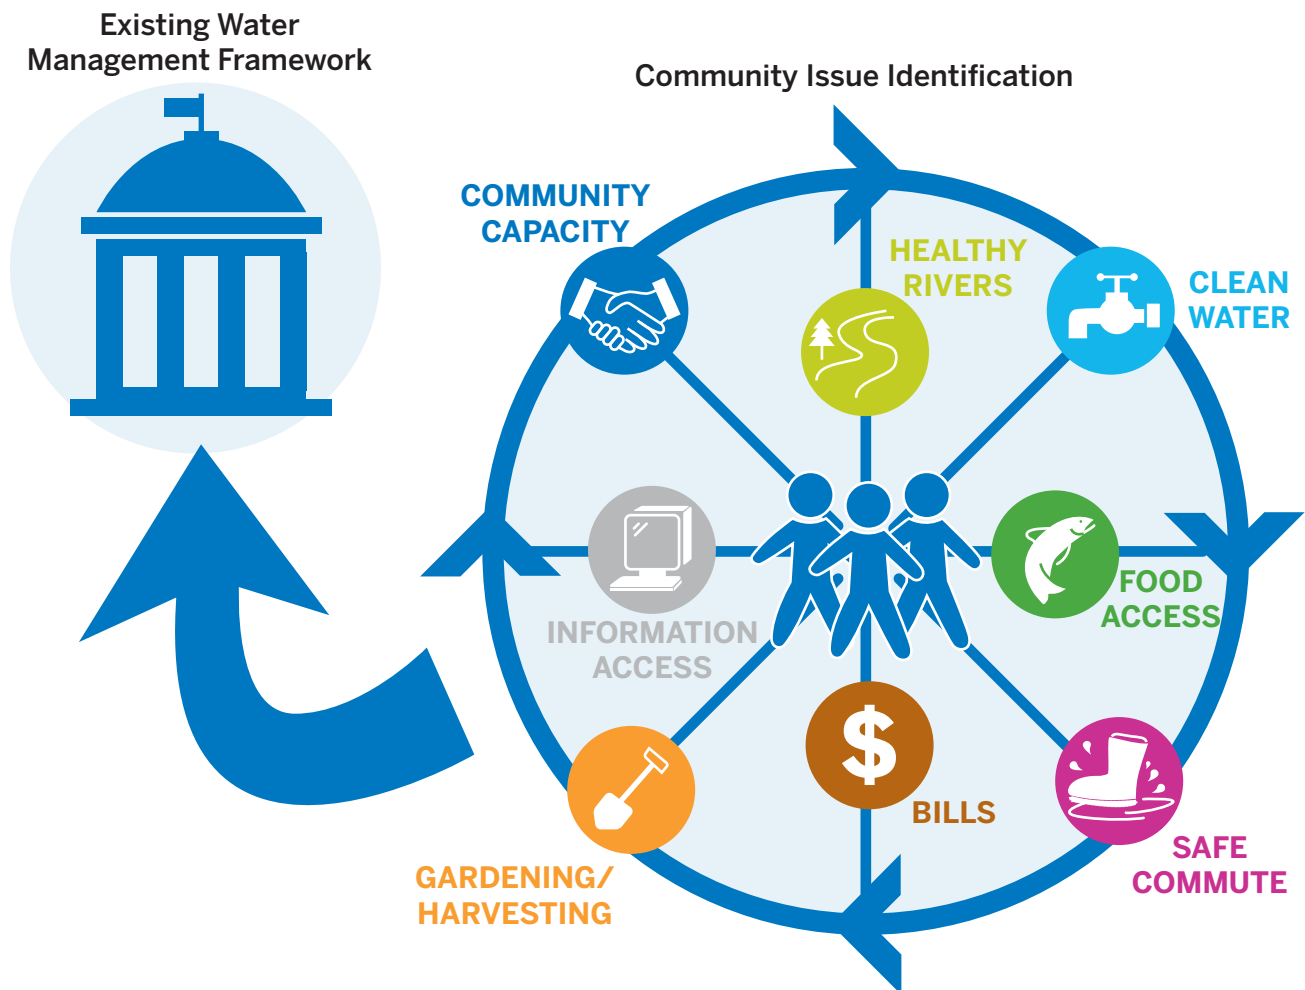 Existing Water
Management Framework
Community Issue Identification
COMMUNITY
CAPACITY
HEALTHY
RIVERS
CLEAN
WATER
INFORMATION
ACCESS
FOOD
ACCESS
$
BILLS
GARDENING/
HARVESTING
SAFE
COMMUTE